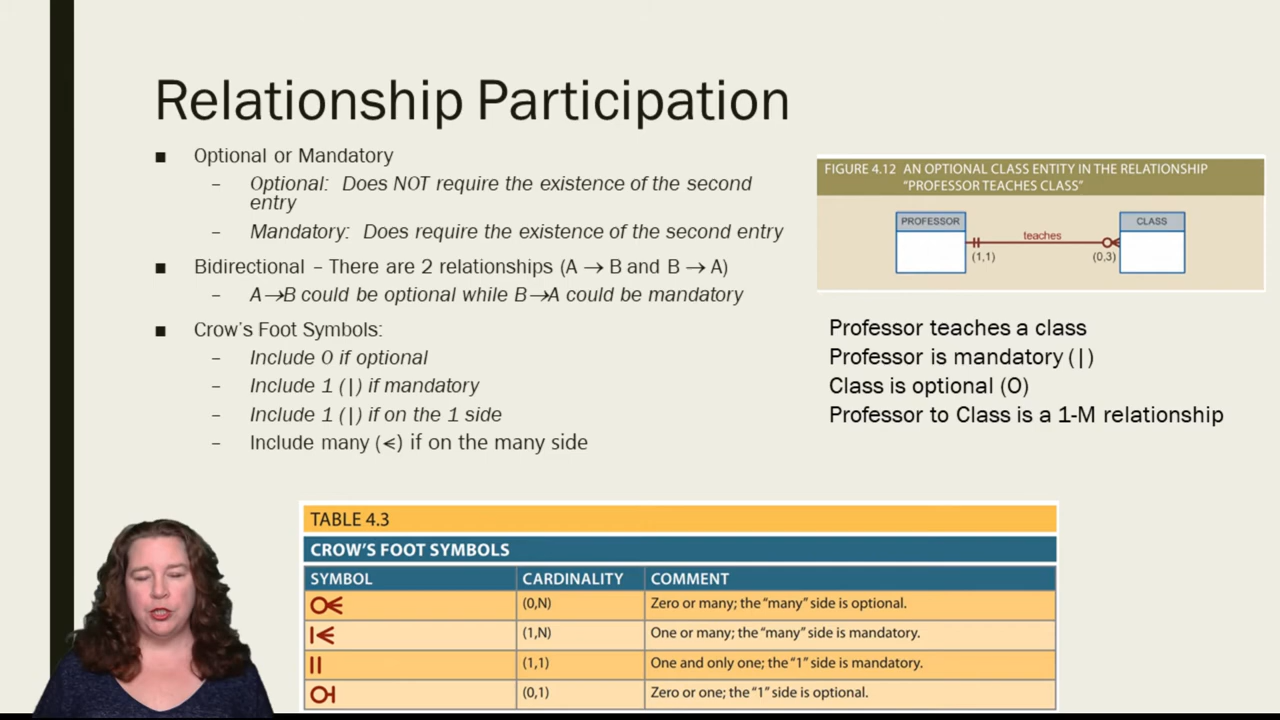 Relationship Participation
■ Optional or Mandatory
– Optional: Does NOT require the existence of the second
entry
– Mandatory: Does require the existence of the second entry
■ Bidirectional – There are 2 relationships (A → B and B → A)
– A→B could be optional while B→A could be mandatory
■ Crow's Foot Symbols:
– Include O if optional
– Include 1 (|) if mandatory
– Include 1 (|) if on the 1 side
– Include many (⋲) if on the many side
FIGURE 4.12 AN OPTIONAL CLASS ENTITY IN THE RELATIONSHIP
"PROFESSOR TEACHES CLASS"
PROFESSOR
teaches
CLASS
(1,1)
(0,3)
Professor teaches a class
Professor is mandatory (|)
Class is optional (O)
Professor to Class is a 1-M relationship
TABLE 4.3
CROW'S FOOT SYMBOLS
SYMBOL CARDINALITY COMMENT
(0,N) Zero or many; the "many" side is optional.
(1,N) One or many; the "many" side is mandatory.
(1,1) One and only one; the "1" side is mandatory.
(0,1) Zero or one; the "1" side is optional.